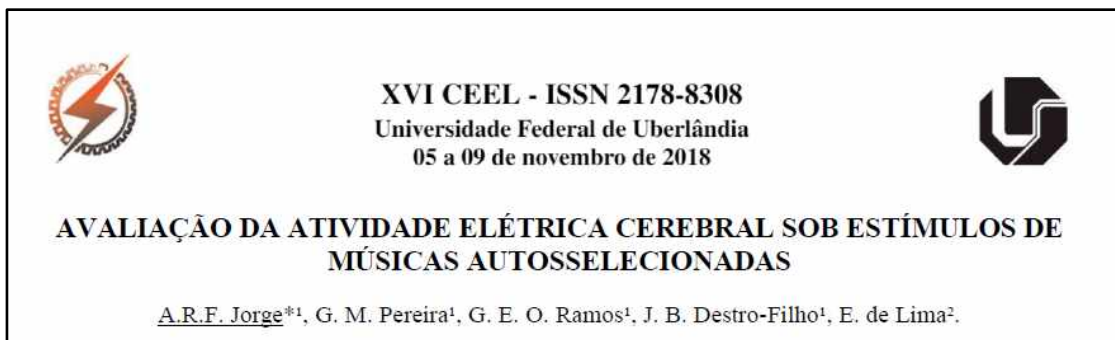 XVI CEEL - ISSN 2178-8308
Universidade Federal de Uberlândia
05 a 09 de novembro de 2018
AVALIAÇÃO DA ATIVIDADE ELÉTRICA CEREBRAL SOB ESTÍMULOS DE
MÚSICAS AUTOSSELECIONADAS
A.R.F. Jorge*¹, G. M. Pereira¹, G. E. O. Ramos¹, J. B. Destro-Filho¹, E. de Lima².